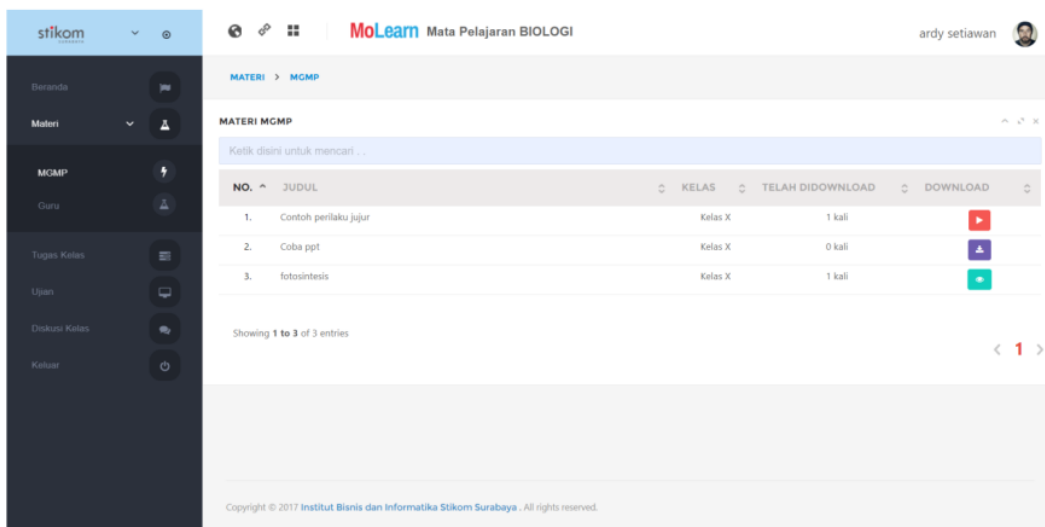 stikom
SURABAYA
MoLearn Mata Pelajaran BIOLOGI
ardy setiawan
Beranda
Materi
MGMP
Guru
Tugas Kelas
Ujian
Diskusi Kelas
Keluar
MATERI > MGMP
MATERI MGMP
Ketik disini untuk mencari . .
NO. JUDUL KELAS TELAH DIDOWNLOAD DOWNLOAD
1. Contoh perilaku jujur Kelas X 1 kali
2. Coba ppt Kelas X 0 kali
3. fotosintesis Kelas X 1 kali
Showing 1 to 3 of 3 entries
< 1 >
Copyright © 2017 Institut Bisnis dan Informatika Stikom Surabaya . All rights reserved.